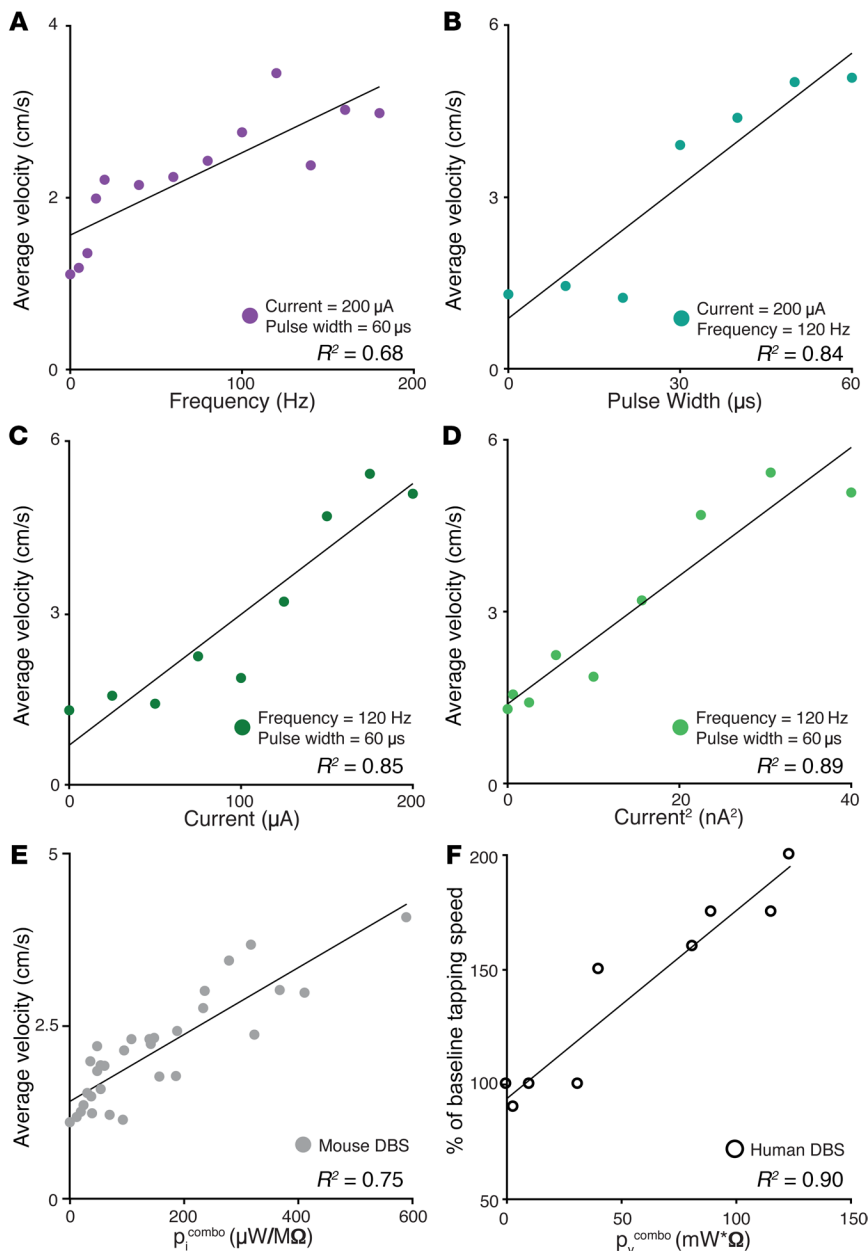 A
4
2
0
0
100
200
Average velocity (cm/s)
Frequency (Hz)
Current = 200 µA
Pulse width = 60 µs
R² = 0.68
B
6
3
0
0
30
60
Average velocity (cm/s)
Pulse Width (µs)
Current = 200 µA
Frequency = 120 Hz
R² = 0.84
C
6
3
0
0
100
200
Average velocity (cm/s)
Current (µA)
Frequency = 120 Hz
Pulse width = 60 µs
R² = 0.85
D
6
3
0
0
20
40
Average velocity (cm/s)
Current² (nA²)
Frequency = 120 Hz
Pulse width = 60 µs
R² = 0.89
E
5
2.5
0
0
200
400
600
Average velocity (cm/s)
pᵢcombo (µW/MΩ)
Mouse DBS
R² = 0.75
F
200
150
100
50
0
50
100
150
% of baseline tapping speed
pᵥcombo (mW*Ω)
Human DBS
R² = 0.90